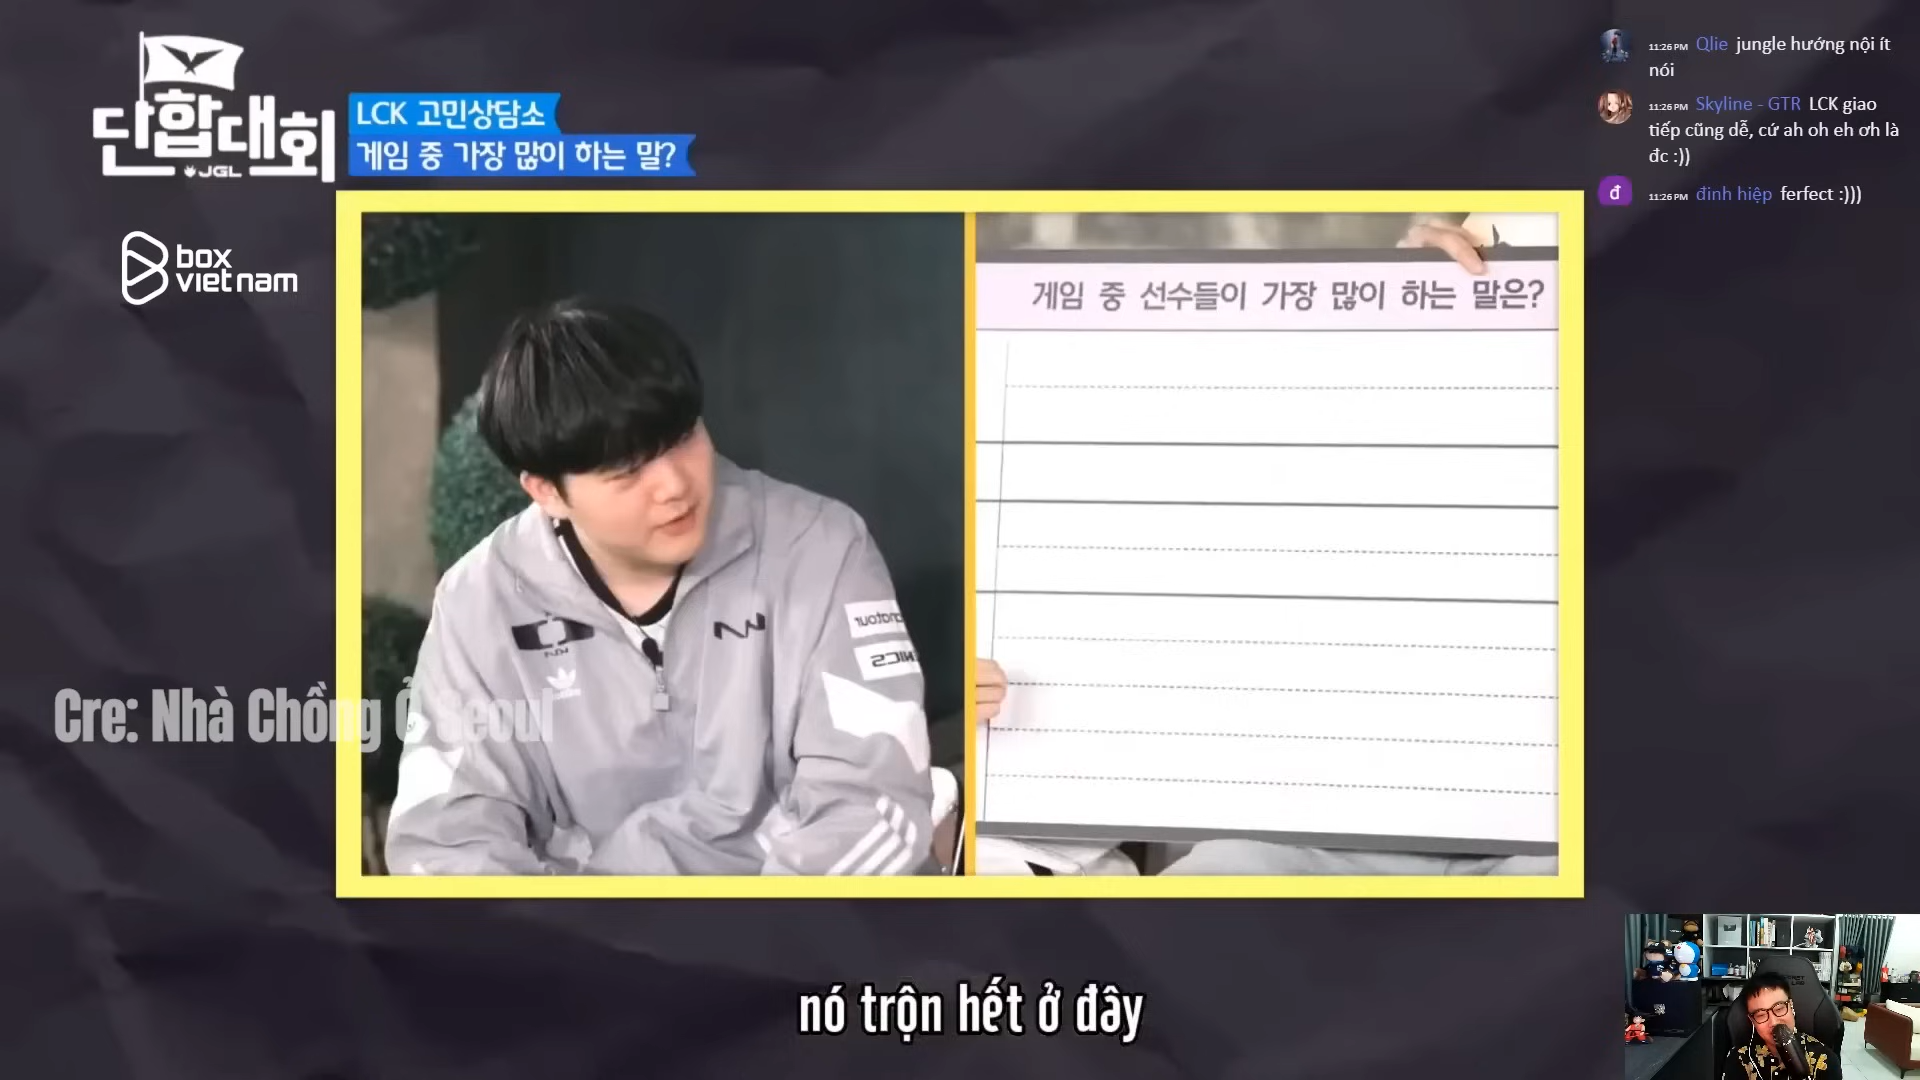 단합대회
JGL
LCK 고민상담소
게임 중 가장 많이 하는 말?
box
vietnam
게임 중 선수들이 가장 많이 하는 말은?
Cre: Nhà Chồng Ở Seoul
nó trộn hết ở đây
11:26 PM Qlie jungle hướng nội ít
nói
11:26 PM Skyline - GTR LCK giao
tiếp cũng dễ, cứ ah oh eh ơh là
đc :))
đ
11:26 PM đinh hiệp ferfect :)))